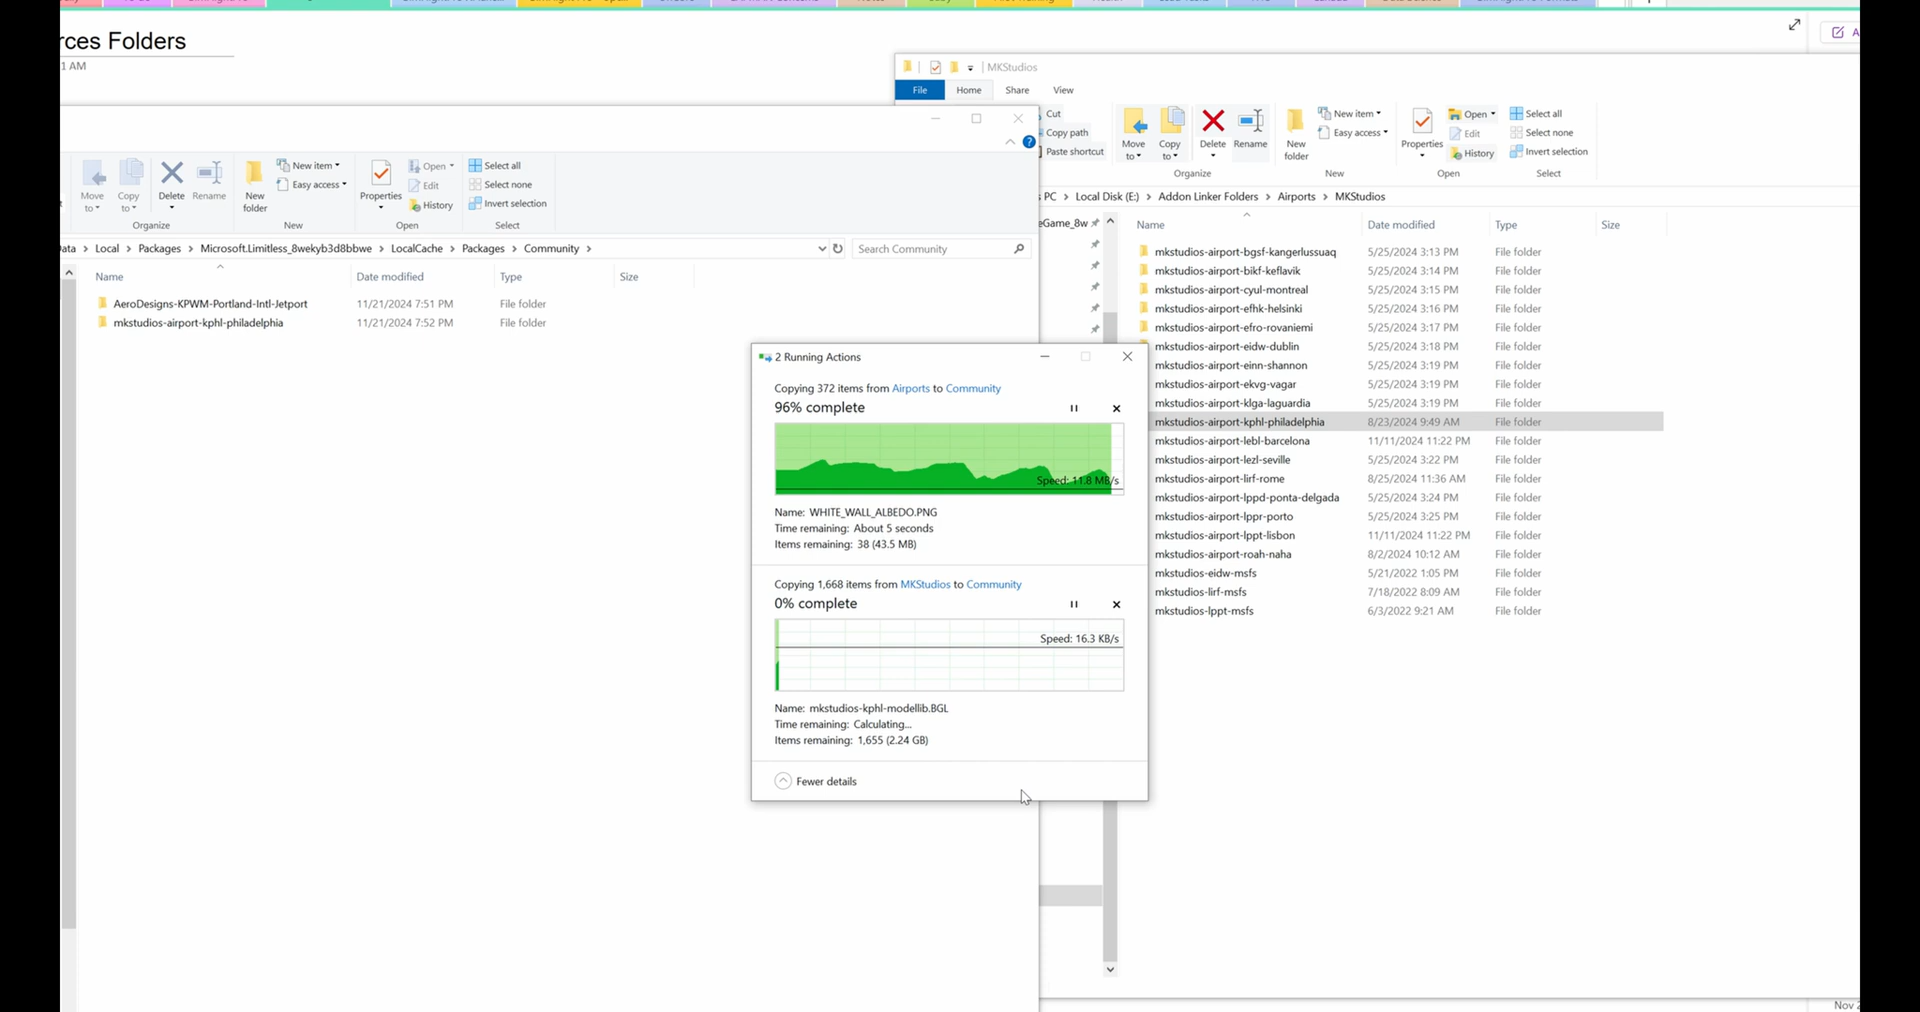 rces Folders
1 AM
MKStudios
File Home Share View
Cut
Copy path
Paste shortcut
Move to
Copy to
Delete
Rename
New folder
New item
Easy access
Properties
Open
Edit
History
Select all
Select none
Invert selection
Organize New Open Select
PC > Local Disk (E:) > Addon Linker Folders > Airports > MKStudios
eGame_8w
Name Date modified Type Size
mkstudios-airport-bgsf-kangerlussuaq 5/25/2024 3:13 PM File folder
mkstudios-airport-bikf-keflavik 5/25/2024 3:14 PM File folder
mkstudios-airport-cyul-montreal 5/25/2024 3:15 PM File folder
mkstudios-airport-efhk-helsinki 5/25/2024 3:16 PM File folder
mkstudios-airport-efro-rovaniemi 5/25/2024 3:17 PM File folder
mkstudios-airport-eidw-dublin 5/25/2024 3:18 PM File folder
mkstudios-airport-einn-shannon 5/25/2024 3:19 PM File folder
mkstudios-airport-ekvg-vagar 5/25/2024 3:19 PM File folder
mkstudios-airport-klga-laguardia 5/25/2024 3:19 PM File folder
mkstudios-airport-kphl-philadelphia 8/23/2024 9:49 AM File folder
mkstudios-airport-lebl-barcelona 11/11/2024 11:22 PM File folder
mkstudios-airport-lezl-seville 5/25/2024 3:22 PM File folder
mkstudios-airport-lirf-rome 8/25/2024 11:36 AM File folder
mkstudios-airport-lppd-ponta-delgada 5/25/2024 3:24 PM File folder
mkstudios-airport-lppr-porto 5/25/2024 3:25 PM File folder
mkstudios-airport-lppt-lisbon 11/11/2024 11:22 PM File folder
mkstudios-airport-roah-naha 8/2/2024 10:12 AM File folder
mkstudios-eidw-msfs 5/21/2022 1:05 PM File folder
mkstudios-lirf-msfs 7/18/2022 8:09 AM File folder
mkstudios-lppt-msfs 6/3/2022 9:21 AM File folder
Move to
Copy to
Delete
Rename
New folder
New item
Easy access
Properties
Open
Edit
History
Select all
Select none
Invert selection
Organize New Open Select
ata > Local > Packages > Microsoft.Limitless_8wekyb3d8bbwe > LocalCache > Packages > Community >
Search Community
Name Date modified Type Size
AeroDesigns-KPWM-Portland-Intl-Jetport 11/21/2024 7:51 PM File folder
mkstudios-airport-kphl-philadelphia 11/21/2024 7:52 PM File folder
2 Running Actions
Copying 372 items from Airports to Community
96% complete
Speed: 11.8 MB/s
Name: WHITE_WALL_ALBEDO.PNG
Time remaining: About 5 seconds
Items remaining: 38 (43.5 MB)
Copying 1,668 items from MKStudios to Community
0% complete
Speed: 16.3 KB/s
Name: mkstudios-kphl-modellib.BGL
Time remaining: Calculating...
Items remaining: 1,655 (2.24 GB)
Fewer details
Nov